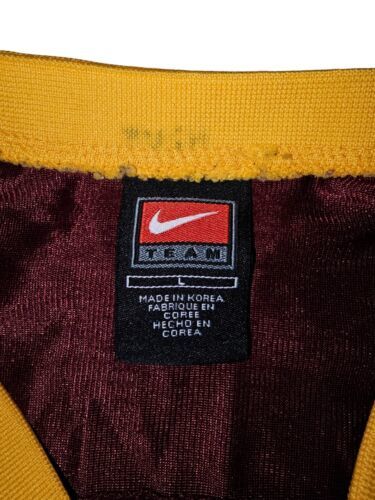 TEAM
L
MADE IN KOREA
FABRIQUE EN
COREE
HECHO EN
COREA